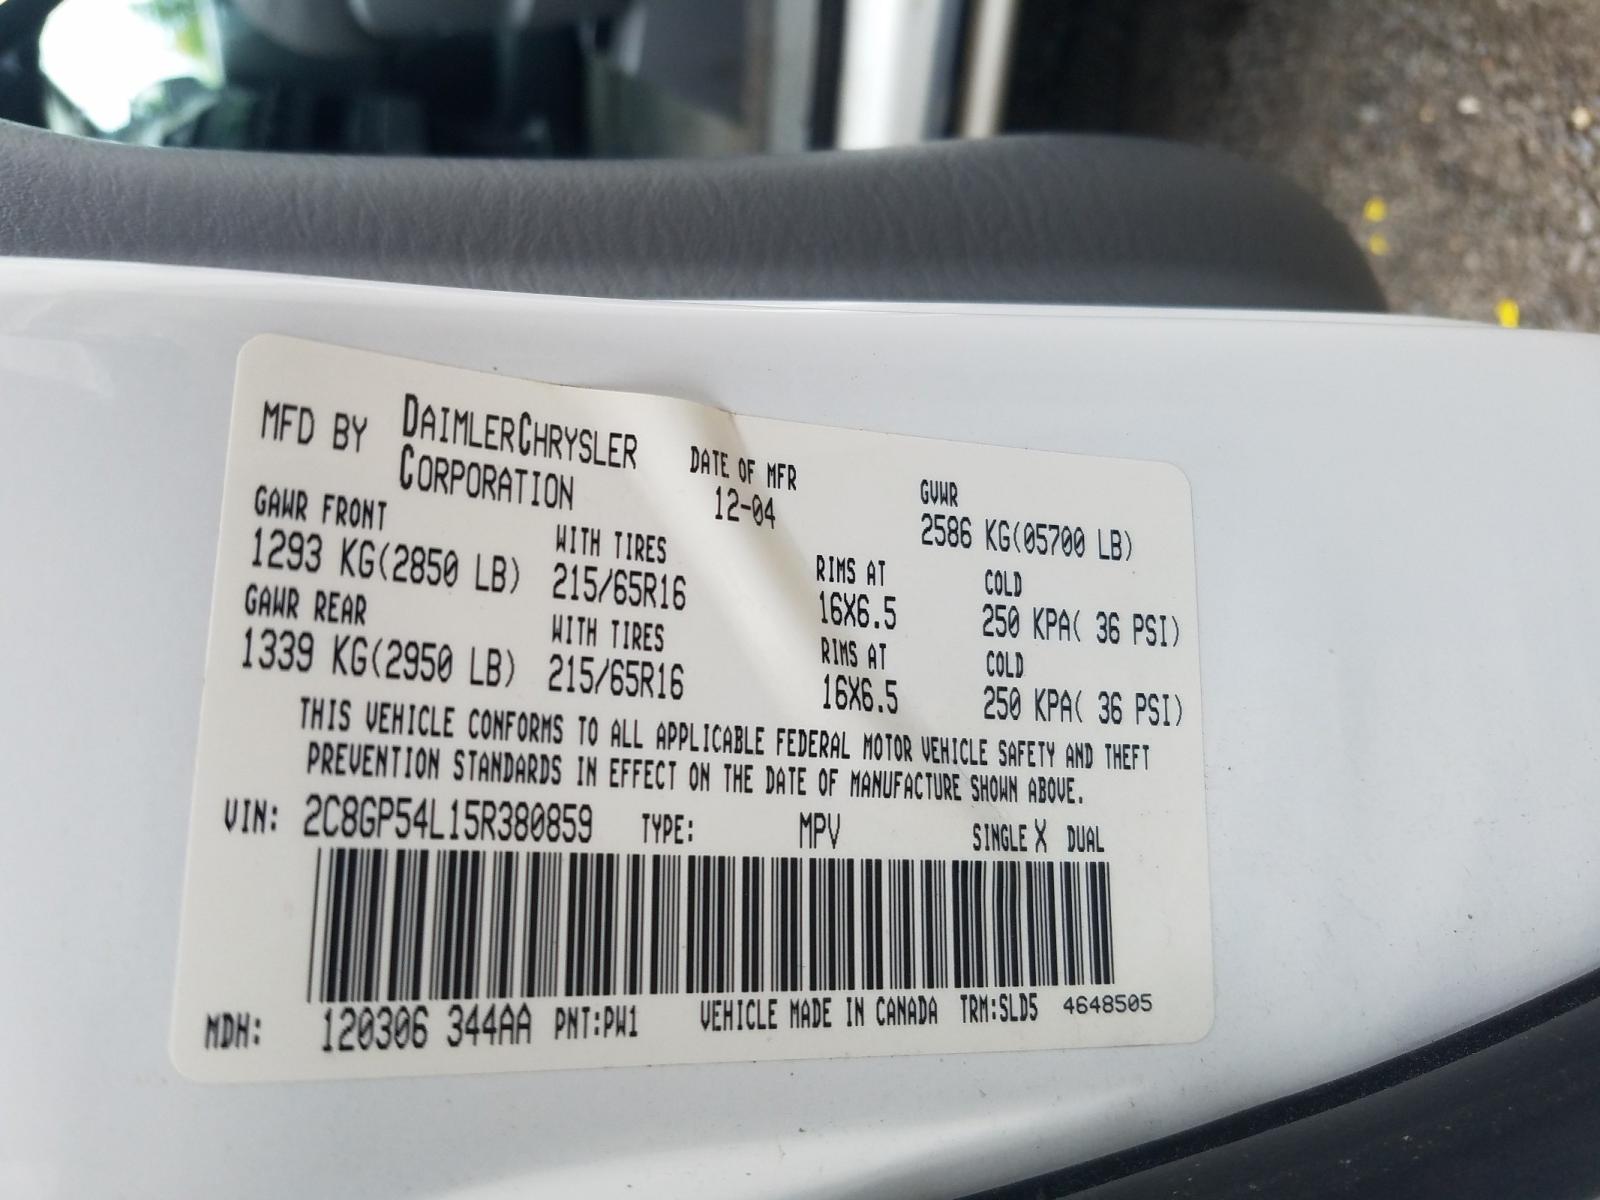 MFD BY DAIMLERCHRYSLER CORPORATION
DATE OF MFR
12-04
GVWR
2586 KG(05700 LB)
GAWR FRONT
1293 KG(2850 LB)
WITH TIRES
215/65R16
RIMS AT
16X6.5
COLD
250 KPA( 36 PSI)
GAWR REAR
1339 KG(2950 LB)
WITH TIRES
215/65R16
RIMS AT
16X6.5
COLD
250 KPA( 36 PSI)
THIS VEHICLE CONFORMS TO ALL APPLICABLE FEDERAL MOTOR VEHICLE SAFETY AND THEFT
PREVENTION STANDARDS IN EFFECT ON THE DATE OF MANUFACTURE SHOWN ABOVE.
VIN: 2C8GP54L15R380859 TYPE: MPV SINGLE X DUAL
MDH: 120306 344AA PNT:PW1 VEHICLE MADE IN CANADA TRM:SLD5 4648505